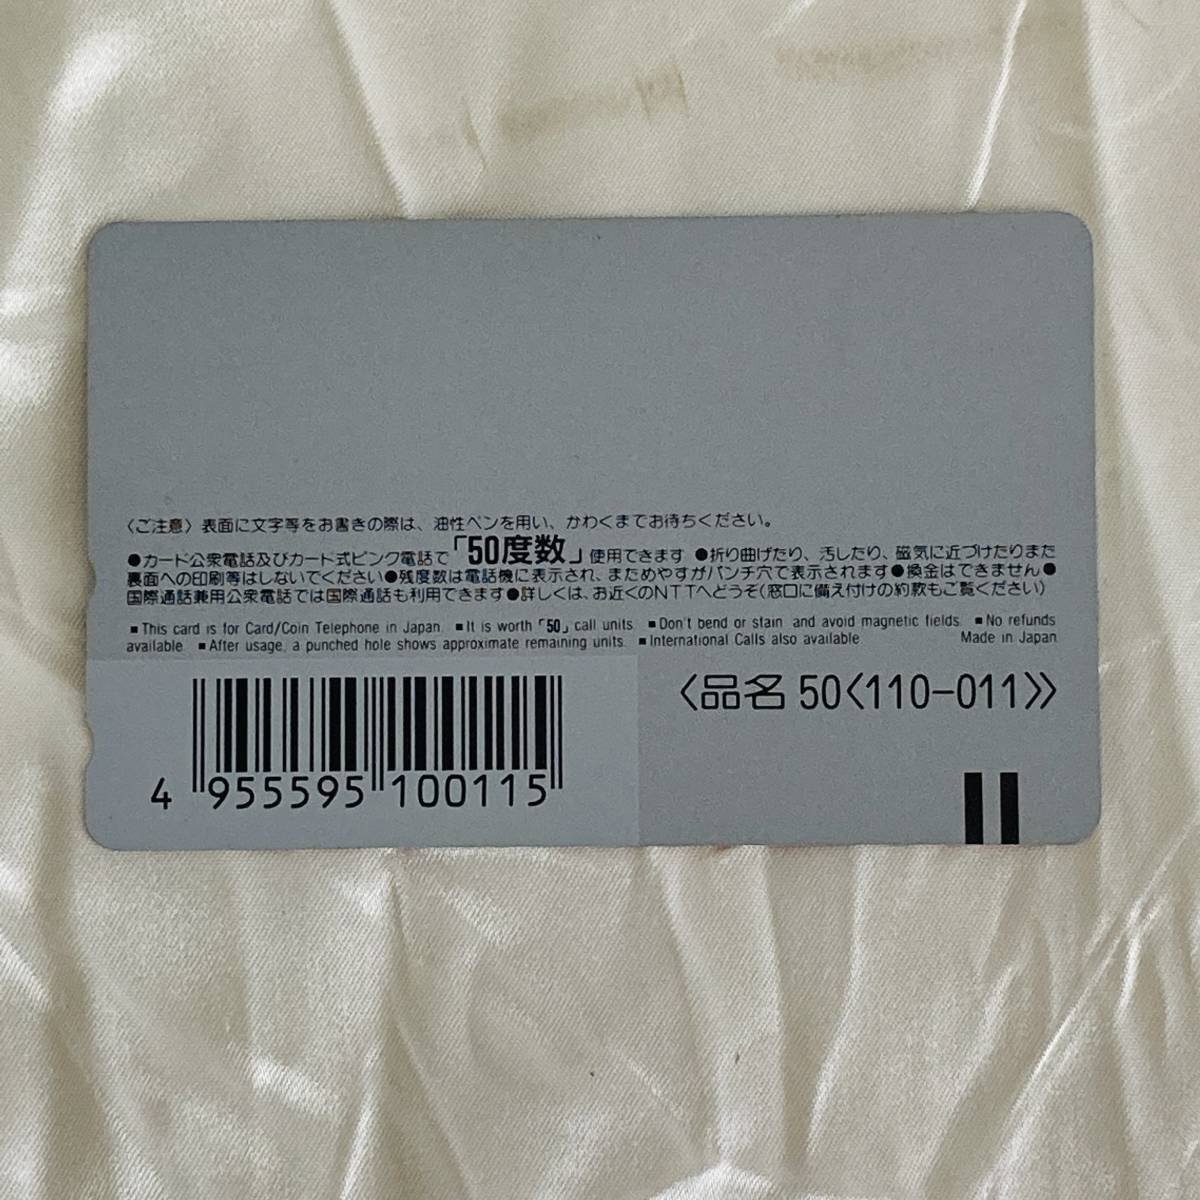 〈ご注意〉表面に文字等をお書きの際は、油性ペンを用い、かわくまでお待ちください。
●カード公衆電話及びカード式ピンク電話で「50度数」使用できます ●折り曲げたり、汚したり、磁気に近づけたりまた
裏面への印刷等はしないでください●残度数は電話機に表示され、まためやすがパンチ穴で表示されます●換金はできません●
国際通話兼用公衆電話では国際通話も利用できます●詳しくは、お近くのNTTへどうぞ(窓口に備え付けの約款もご覧ください)
■This card is for Card/Coin Telephone in Japan. ■It is worth「50」call units. ■Don't bend or stain and avoid magnetic fields. ■No refunds
available. ■After usage, a punched hole shows approximate remaining units. ■International Calls also available. Made in Japan
〈品名 50〈110-011〉〉
4 955595 100115